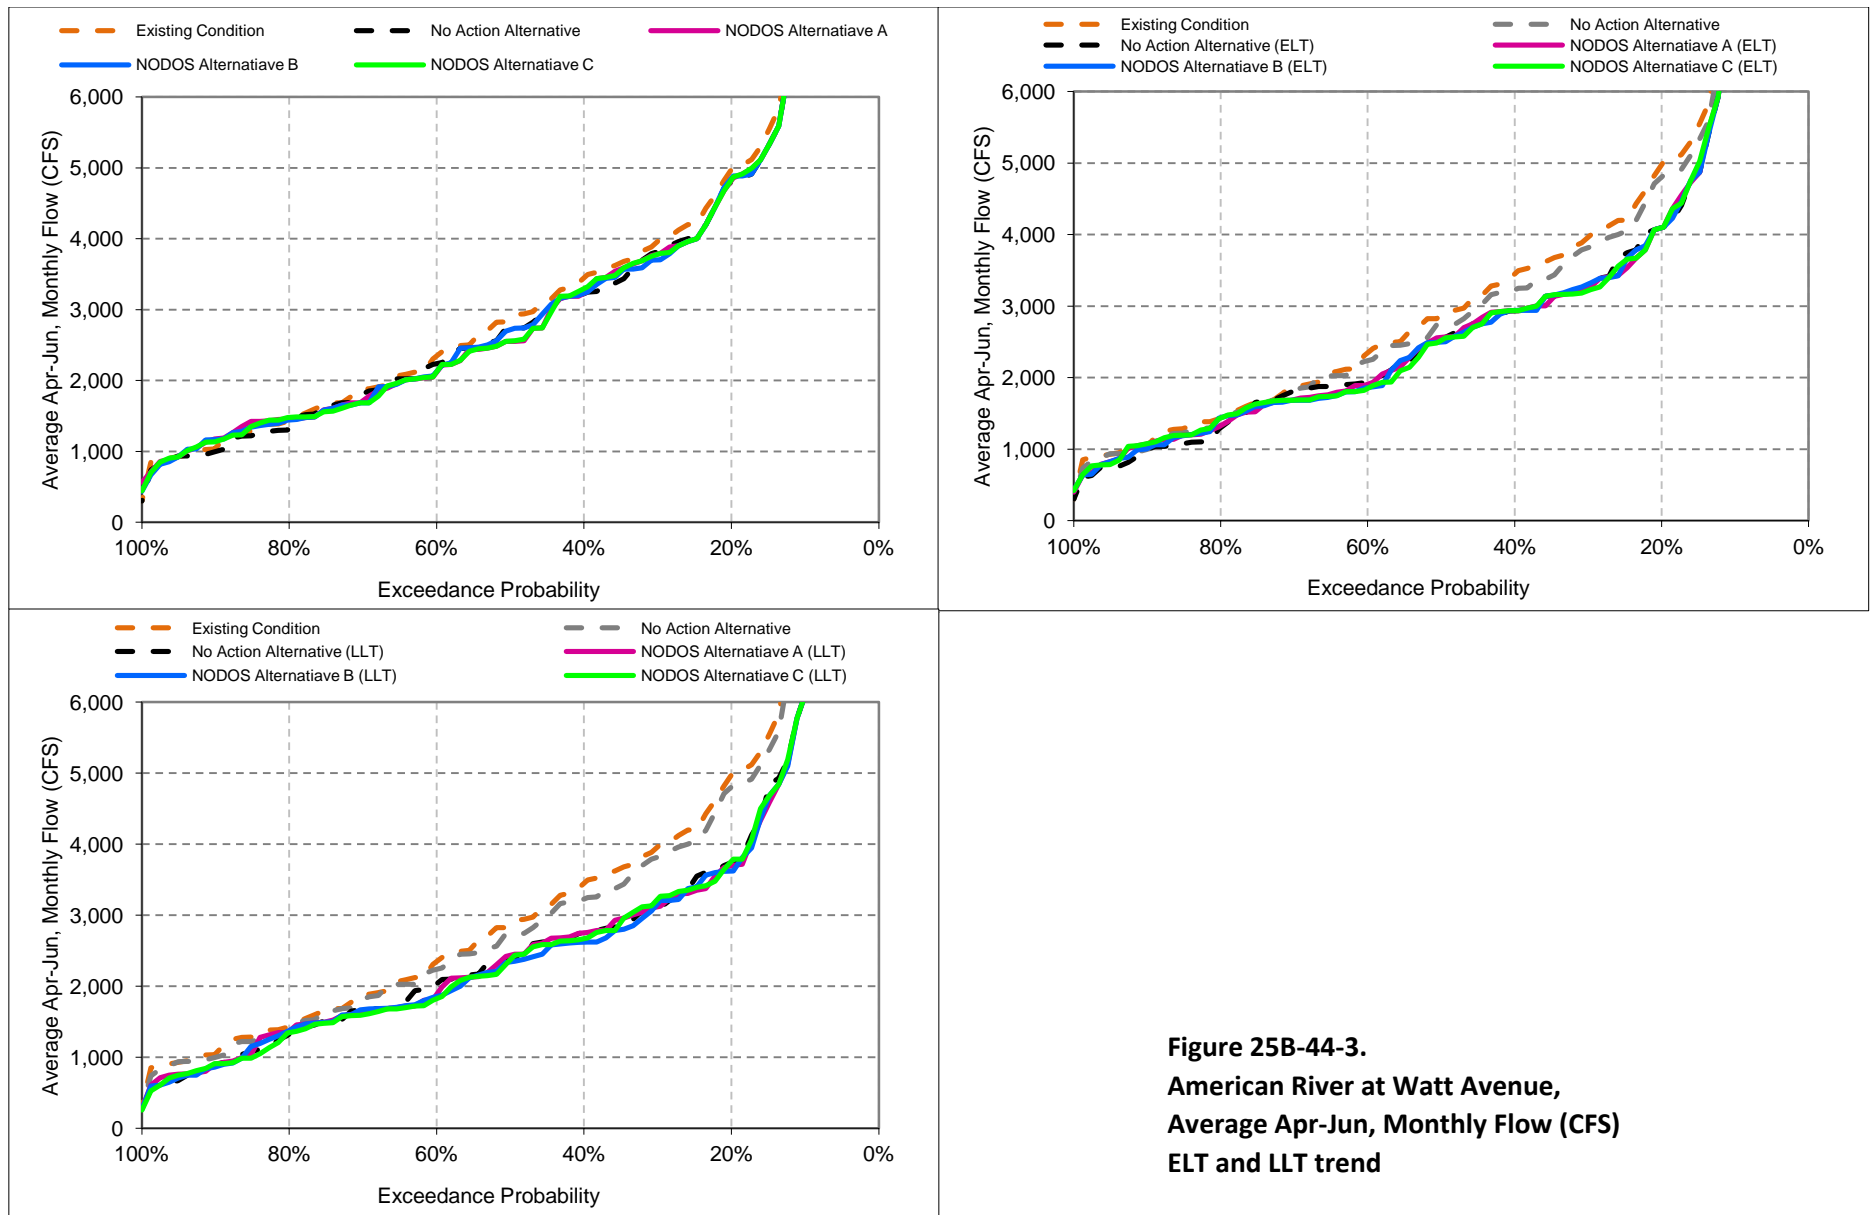 Existing Condition
No Action Alternative
NODOS Alternatiave A
NODOS Alternatiave B
NODOS Alternatiave C
Average Apr-Jun, Monthly Flow (CFS)
6,000
5,000
4,000
3,000
2,000
1,000
0
100% 80% 60% 40% 20% 0%
Exceedance Probability
Existing Condition
No Action Alternative
No Action Alternative (ELT)
NODOS Alternatiave A (ELT)
NODOS Alternatiave B (ELT)
NODOS Alternatiave C (ELT)
Average Apr-Jun, Monthly Flow (CFS)
6,000
5,000
4,000
3,000
2,000
1,000
0
100% 80% 60% 40% 20% 0%
Exceedance Probability
Existing Condition
No Action Alternative
No Action Alternative (LLT)
NODOS Alternatiave A (LLT)
NODOS Alternatiave B (LLT)
NODOS Alternatiave C (LLT)
Average Apr-Jun, Monthly Flow (CFS)
6,000
5,000
4,000
3,000
2,000
1,000
0
100% 80% 60% 40% 20% 0%
Exceedance Probability
Figure 25B-44-3.
American River at Watt Avenue,
Average Apr-Jun, Monthly Flow (CFS)
ELT and LLT trend